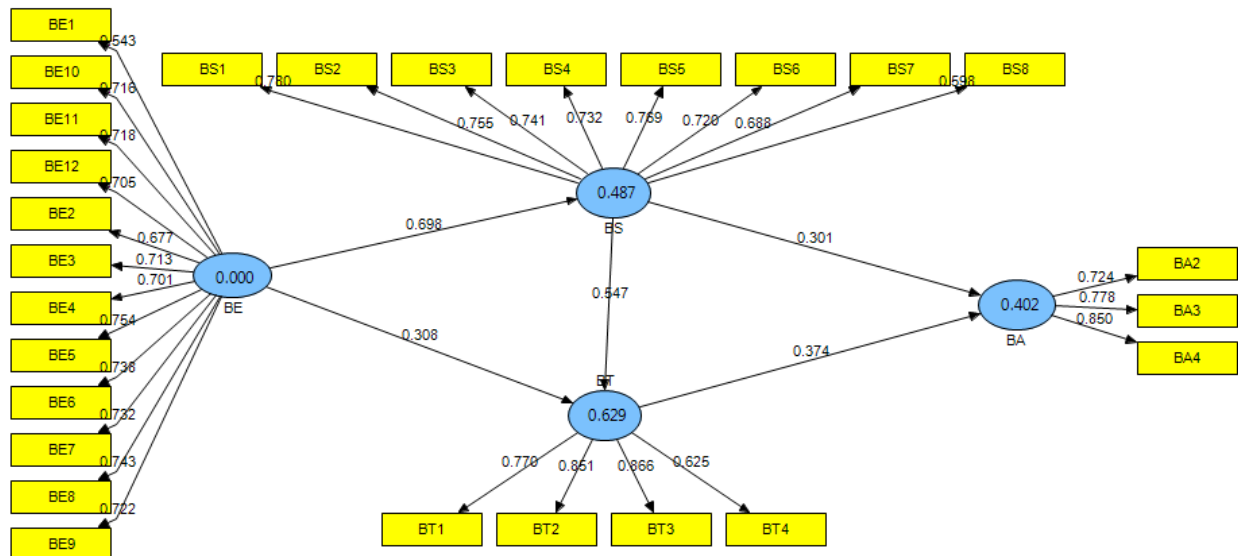 BE1
0.543
BE10
0.716
BE11
0.718
BE12
0.705
BE2
0.677
BE3
0.713
BE4
0.701
BE5
0.754
BE6
0.738
BE7
0.732
BE8
0.743
BE9
0.722
BS1
BS2
BS3
BS4
BS5
BS6
BS7
BS8
0.780
0.755
0.741
0.732
0.769
0.720
0.688
0.598
0.487
BS
0.698
0.000
BE
0.301
0.547
0.308
0.402
BA
0.724
BA2
0.778
BA3
0.850
BA4
0.374
BT
0.629
0.770
0.851
0.866
0.625
BT1
BT2
BT3
BT4